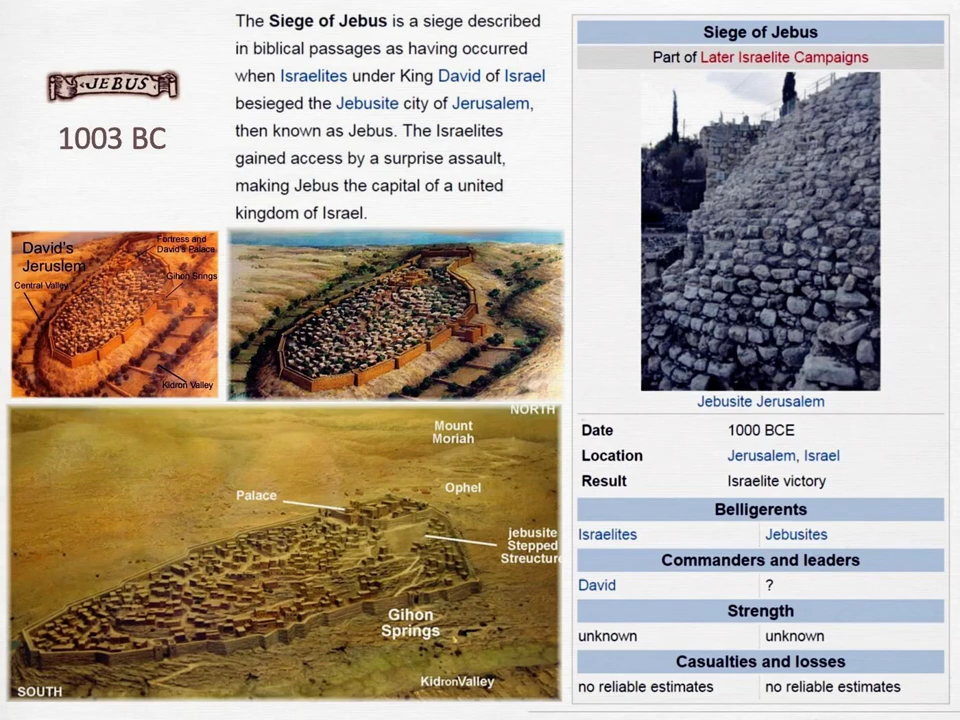 JEBUS
1003 BC
The Siege of Jebus is a siege described
in biblical passages as having occurred
when Israelites under King David of Israel
besieged the Jebusite city of Jerusalem,
then known as Jebus. The Israelites
gained access by a surprise assault,
making Jebus the capital of a united
kingdom of Israel.
David's
Jeruslem
Fortress and
David's Palace
Gihon Srings
Central Valley
Kidron Valley
NORTH
Mount
Moriah
Palace
Ophel
jebusite
Stepped
Streucture
Gihon
Springs
KidronValley
SOUTH
Siege of Jebus
Part of Later Israelite Campaigns
Jebusite Jerusalem
Date 1000 BCE
Location Jerusalem, Israel
Result Israelite victory
Belligerents
Israelites Jebusites
Commanders and leaders
David ?
Strength
unknown unknown
Casualties and losses
no reliable estimates no reliable estimates